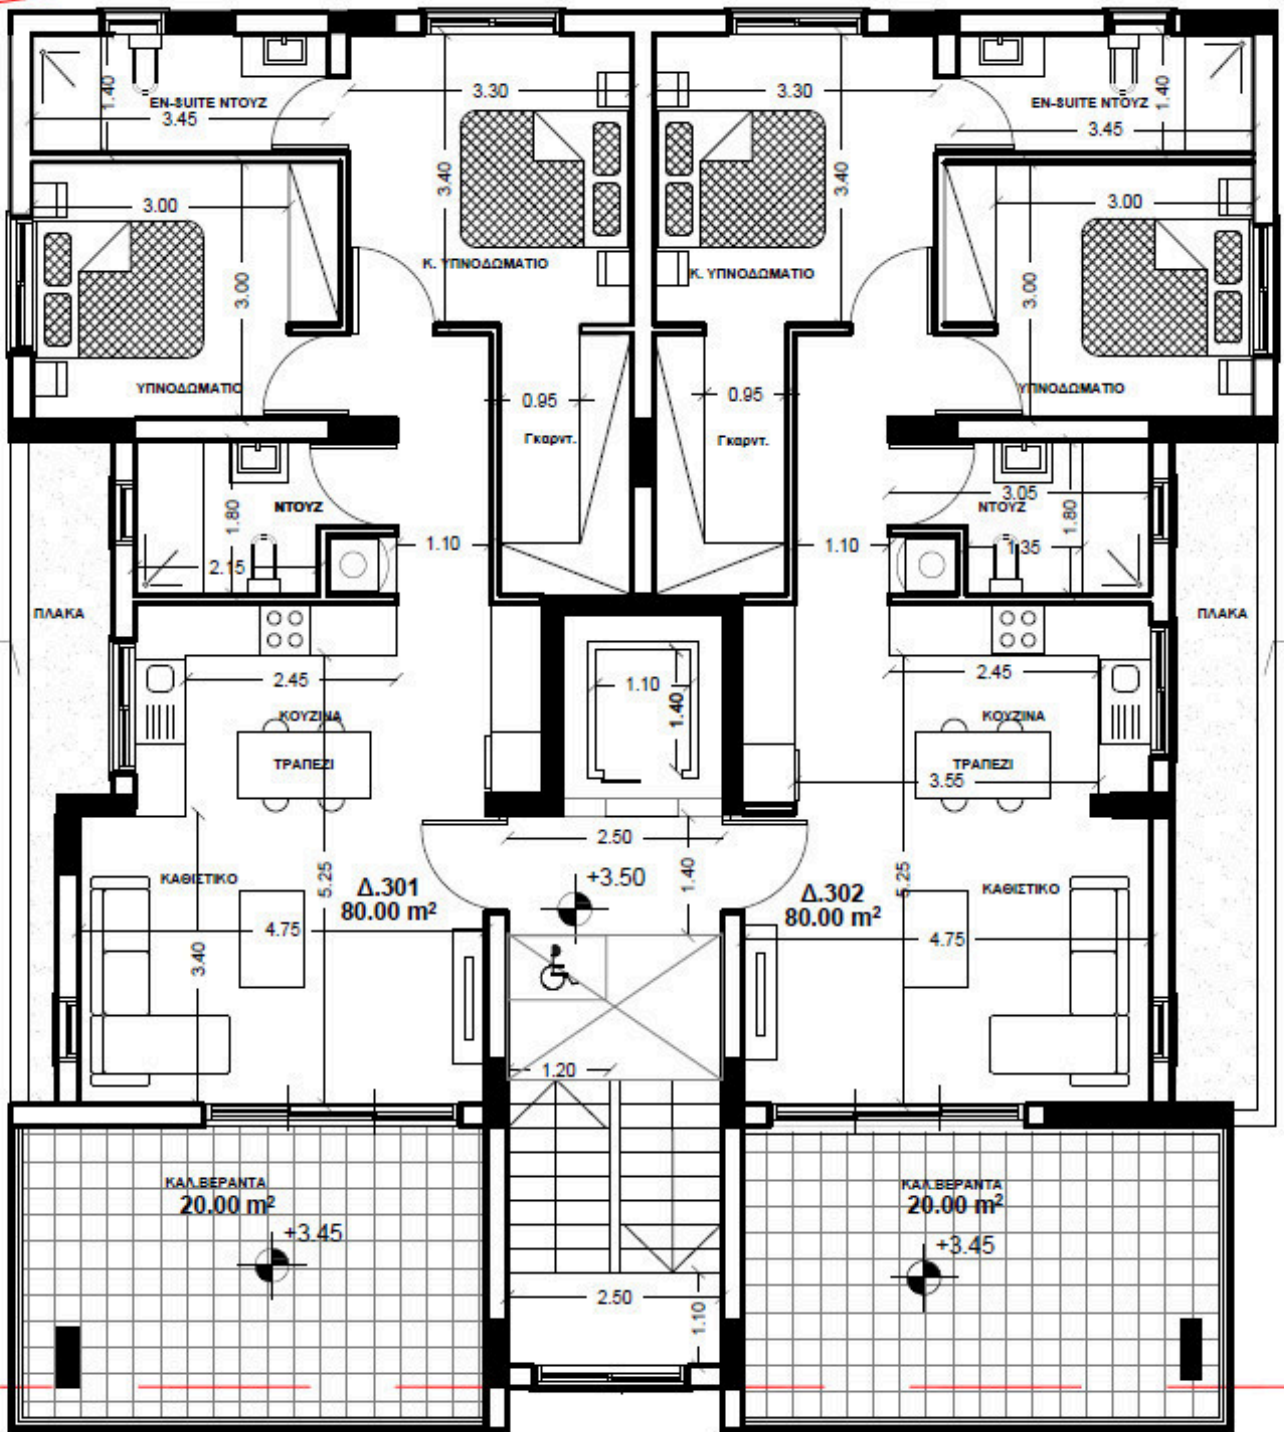 1.40
EN-SUITE ΝΤΟΥΖ
3.45
3.30
3.30
EN-SUITE ΝΤΟΥΖ
1.40
3.45
3.00
3.40
3.40
3.00
Κ. ΥΠΝΟΔΩΜΑΤΙΟ
Κ. ΥΠΝΟΔΩΜΑΤΙΟ
3.00
3.00
ΥΠΝΟΔΩΜΑΤΙΟ
ΥΠΝΟΔΩΜΑΤΙΟ
0.95
0.95
Γκαρντ.
Γκαρντ.
ΝΤΟΥΖ
1.80
2.15
1.10
1.10
3.05
ΝΤΟΥΖ
1.80
1.35
ΠΛΑΚΑ
ΠΛΑΚΑ
2.45
1.10
1.40
2.45
ΚΟΥΖΙΝΑ
ΚΟΥΖΙΝΑ
ΤΡΑΠΕΖΙ
ΤΡΑΠΕΖΙ
3.55
2.50
ΚΑΘΙΣΤΙΚΟ
5.25
+3.50
1.40
5.25
ΚΑΘΙΣΤΙΚΟ
Δ.301
80.00 m²
Δ.302
80.00 m²
4.75
3.40
4.75
1.20
ΚΑΛ.ΒΕΡΑΝΤΑ
20.00 m²
+3.45
ΚΑΛ.ΒΕΡΑΝΤΑ
20.00 m²
+3.45
2.50
1.10